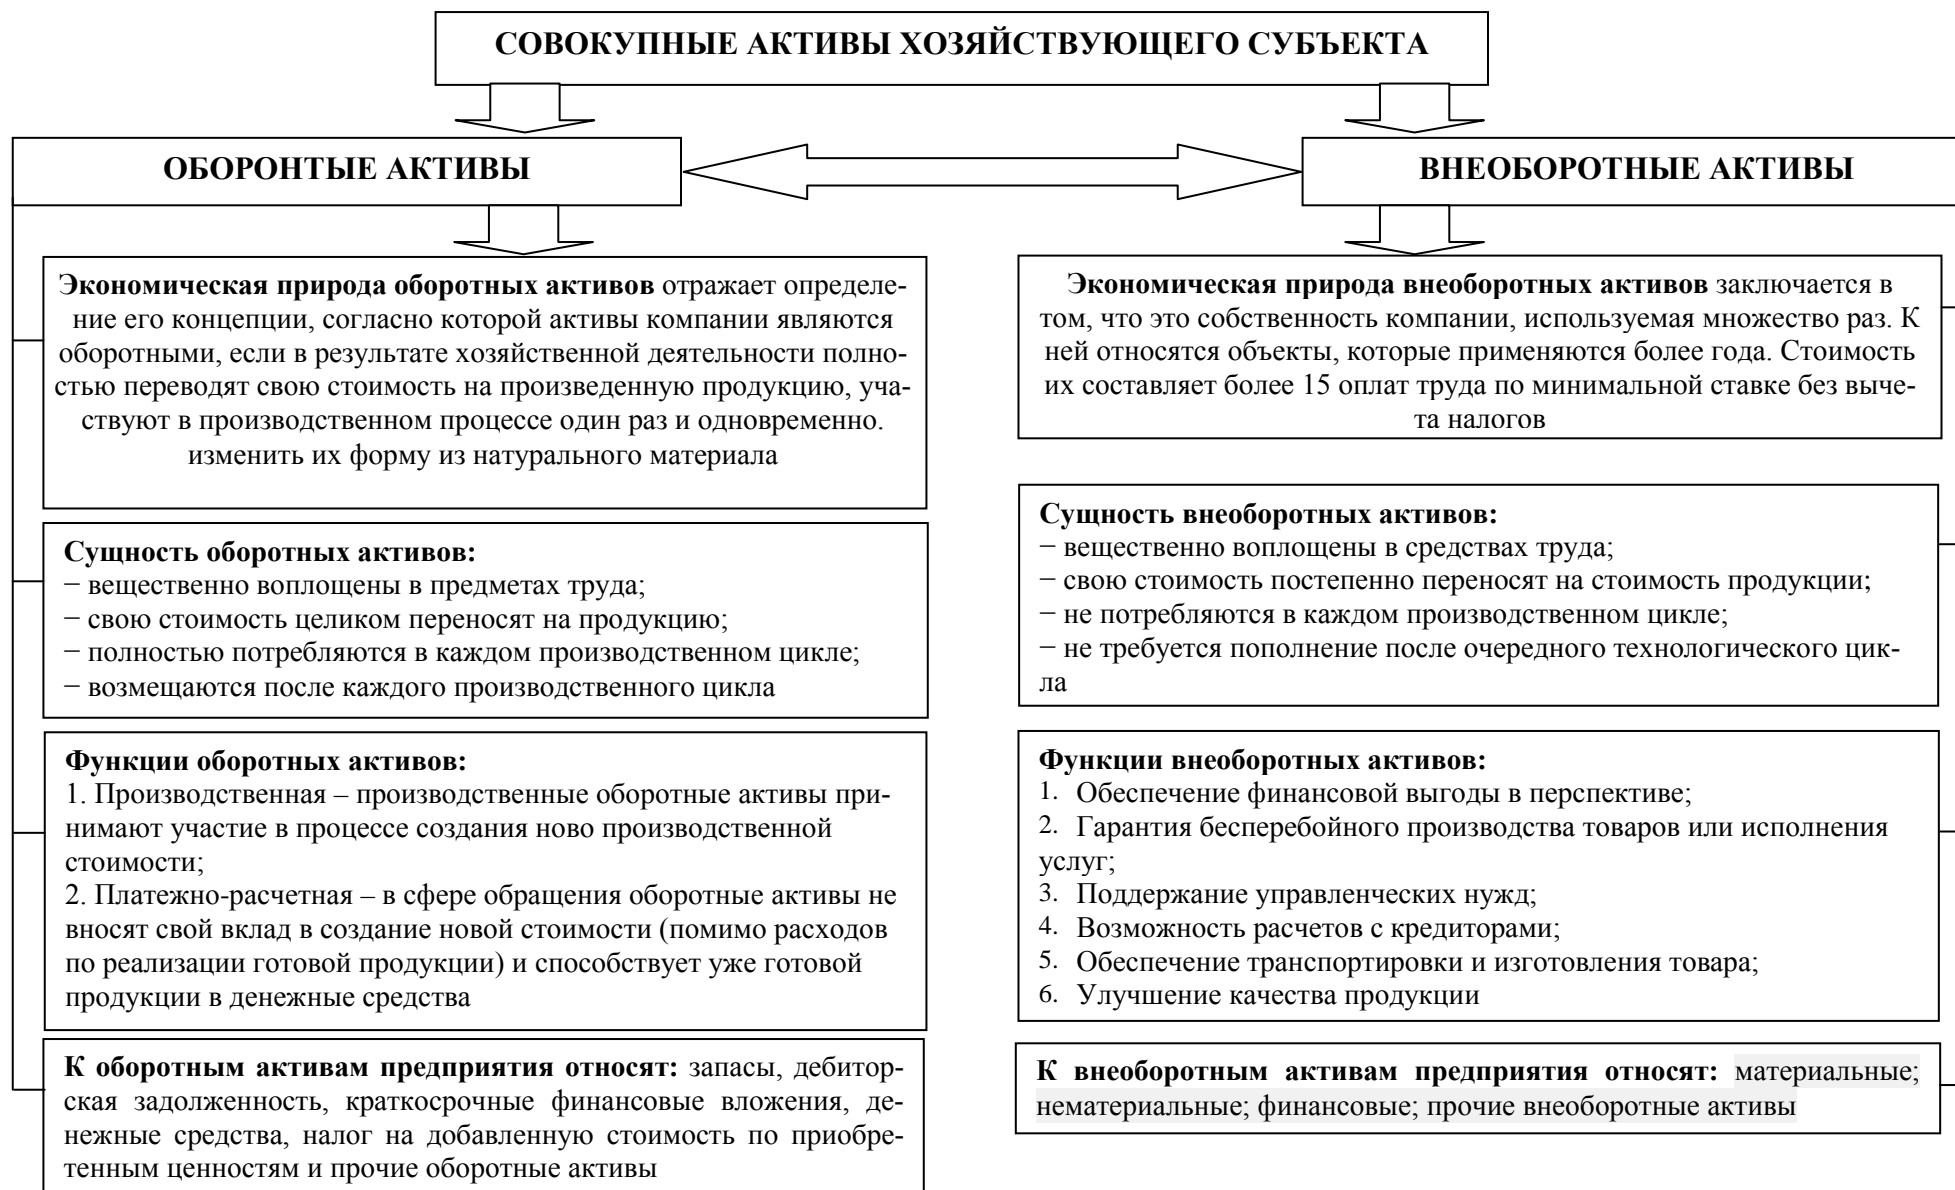 СОВОКУПНЫЕ АКТИВЫ ХОЗЯЙСТВУЮЩЕГО СУБЪЕКТА
ОБОРОНТЫЕ АКТИВЫ
ВНЕОБОРОТНЫЕ АКТИВЫ
Экономическая природа оборотных активов отражает определе-
ние его концепции, согласно которой активы компании являются
оборотными, если в результате хозяйственной деятельности полно-
стью переводят свою стоимость на произведенную продукцию, уча-
ствуют в производственном процессе один раз и одновременно.
изменить их форму из натурального материала
Сущность оборотных активов:
− вещественно воплощены в предметах труда;
− свою стоимость целиком переносят на продукцию;
− полностью потребляются в каждом производственном цикле;
− возмещаются после каждого производственного цикла
Функции оборотных активов:
1. Производственная – производственные оборотные активы при-
нимают участие в процессе создания ново производственной
стоимости;
2. Платежно-расчетная – в сфере обращения оборотные активы не
вносят свой вклад в создание новой стоимости (помимо расходов
по реализации готовой продукции) и способствует уже готовой
продукции в денежные средства
К оборотным активам предприятия относят: запасы, дебитор-
ская задолженность, краткосрочные финансовые вложения, де-
нежные средства, налог на добавленную стоимость по приобре-
тенным ценностям и прочие оборотные активы
Экономическая природа внеоборотных активов заключается в
том, что это собственность компании, используемая множество раз. К
ней относятся объекты, которые применяются более года. Стоимость
их составляет более 15 оплат труда по минимальной ставке без выче-
та налогов
Сущность внеоборотных активов:
− вещественно воплощены в средствах труда;
− свою стоимость постепенно переносят на стоимость продукции;
− не потребляются в каждом производственном цикле;
− не требуется пополнение после очередного технологического цик-
ла
Функции внеоборотных активов:
1. Обеспечение финансовой выгоды в перспективе;
2. Гарантия бесперебойного производства товаров или исполнения
услуг;
3. Поддержание управленческих нужд;
4. Возможность расчетов с кредиторами;
5. Обеспечение транспортировки и изготовления товара;
6. Улучшение качества продукции
К внеоборотным активам предприятия относят: материальные;
нематериальные; финансовые; прочие внеоборотные активы